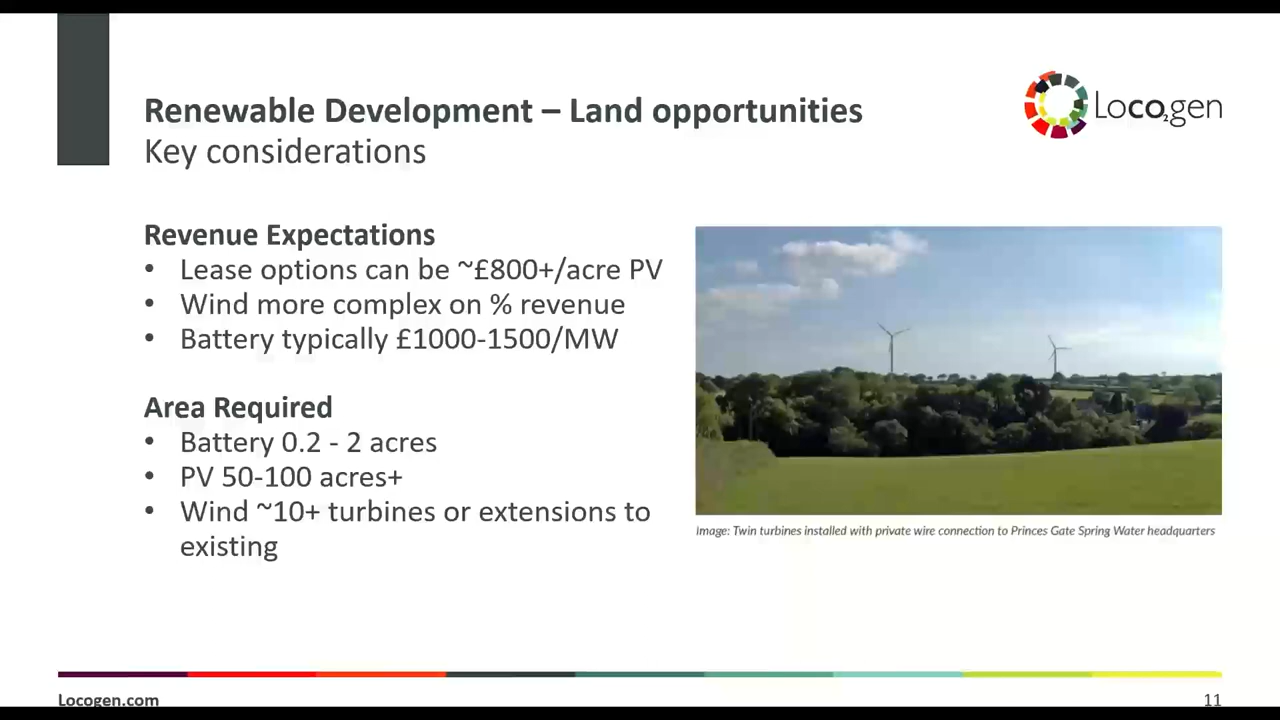 Renewable Development – Land opportunities
Key considerations
Loco₂gen
Revenue Expectations
• Lease options can be ~£800+/acre PV
• Wind more complex on % revenue
• Battery typically £1000-1500/MW
Area Required
• Battery 0.2 - 2 acres
• PV 50-100 acres+
• Wind ~10+ turbines or extensions to
existing
Image: Twin turbines installed with private wire connection to Princes Gate Spring Water headquarters
Locogen.com
11